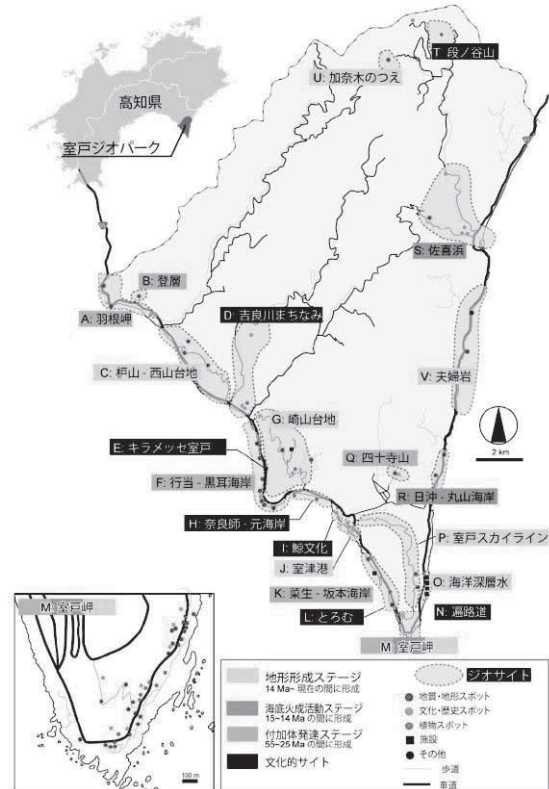 高知県
室戸ジオパーク
T: 段ノ谷山
U: 加奈木のつえ
S: 佐喜浜
B: 登層
A: 羽根岬
D: 吉良川まちなみ
C: 枦山 - 西山台地
V: 夫婦岩
G: 崎山台地
2 km
E: キラメッセ室戸
Q: 四十寺山
F: 行当 - 黒耳海岸
R: 日沖 - 丸山海岸
H: 奈良師 - 元海岸
P: 室戸スカイライン
I: 鯨文化
J: 室津港
O: 海洋深層水
K: 菜生 - 坂本海岸
N: 遍路道
L: とろむ
M: 室戸岬
M: 室戸岬
100 m
地形形成ステージ
14 Ma~ 現在の間に形成
海底火成活動ステージ
15~14 Ma の間に形成
付加体発達ステージ
55~25 Ma の間に形成
文化的サイト
ジオサイト
地質・地形スポット
文化・歴史スポット
植物スポット
施設
その他
歩道
車道